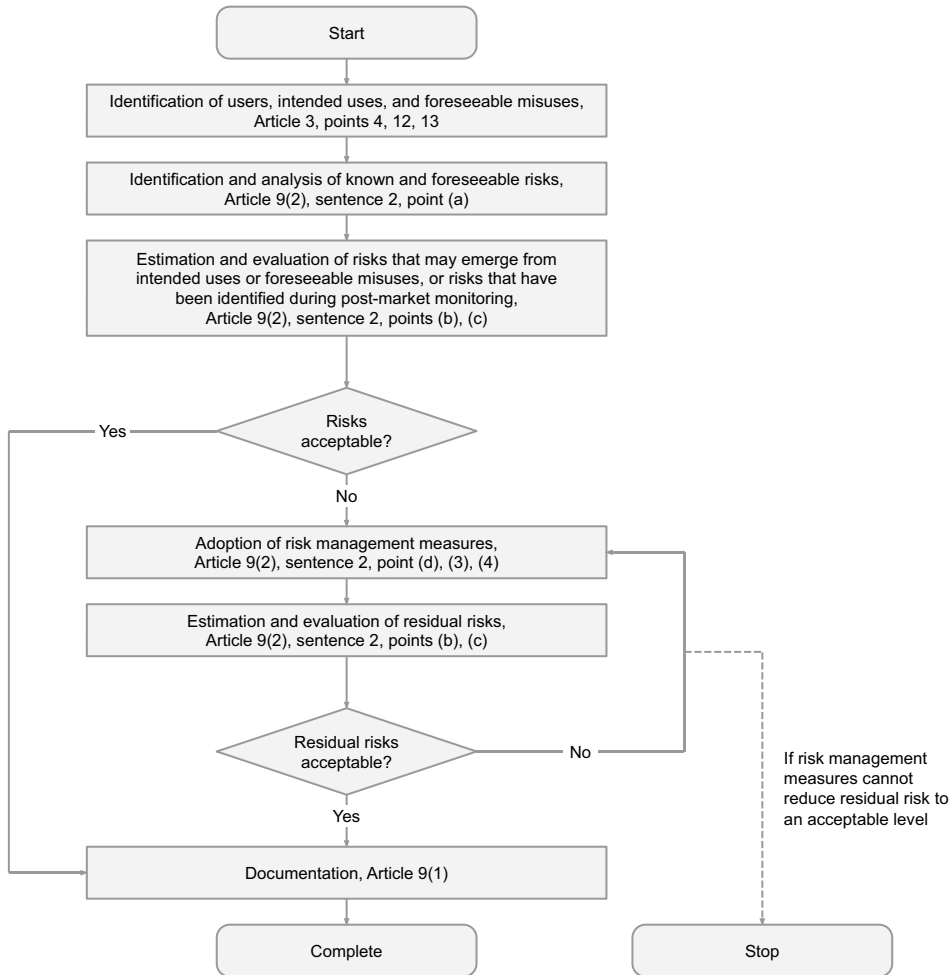 Start
Identification of users, intended uses, and foreseeable misuses,
Article 3, points 4, 12, 13
Identification and analysis of known and foreseeable risks,
Article 9(2), sentence 2, point (a)
Estimation and evaluation of risks that may emerge from
intended uses or foreseeable misuses, or risks that have
been identified during post-market monitoring,
Article 9(2), sentence 2, points (b), (c)
Risks
acceptable?
Yes
No
Adoption of risk management measures,
Article 9(2), sentence 2, point (d), (3), (4)
Estimation and evaluation of residual risks,
Article 9(2), sentence 2, points (b), (c)
Residual risks
acceptable?
No
If risk management
measures cannot
reduce residual risk to
an acceptable level
Yes
Documentation, Article 9(1)
Complete
Stop